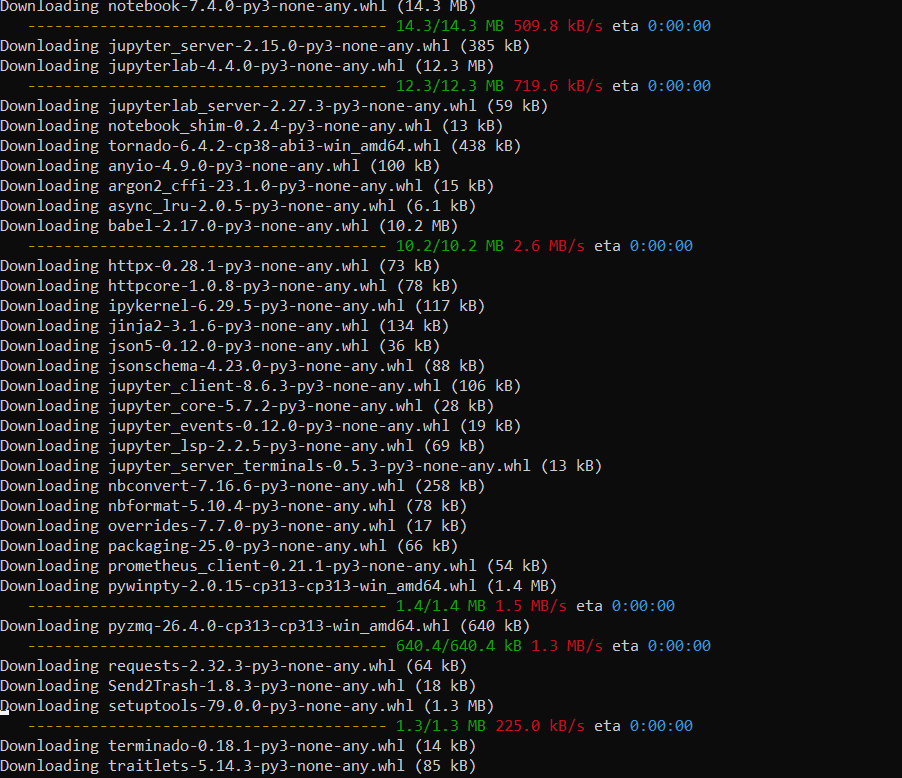 Downloading notebook-7.4.0-py3-none-any.whl (14.3 MB)
---------------------------------------- 14.3/14.3 MB 509.8 kB/s eta 0:00:00
Downloading jupyter_server-2.15.0-py3-none-any.whl (385 kB)
Downloading jupyterlab-4.4.0-py3-none-any.whl (12.3 MB)
---------------------------------------- 12.3/12.3 MB 719.6 kB/s eta 0:00:00
Downloading jupyterlab_server-2.27.3-py3-none-any.whl (59 kB)
Downloading notebook_shim-0.2.4-py3-none-any.whl (13 kB)
Downloading tornado-6.4.2-cp38-abi3-win_amd64.whl (438 kB)
Downloading anyio-4.9.0-py3-none-any.whl (100 kB)
Downloading argon2_cffi-23.1.0-py3-none-any.whl (15 kB)
Downloading async_lru-2.0.5-py3-none-any.whl (6.1 kB)
Downloading babel-2.17.0-py3-none-any.whl (10.2 MB)
---------------------------------------- 10.2/10.2 MB 2.6 MB/s eta 0:00:00
Downloading httpx-0.28.1-py3-none-any.whl (73 kB)
Downloading httpcore-1.0.8-py3-none-any.whl (78 kB)
Downloading ipykernel-6.29.5-py3-none-any.whl (117 kB)
Downloading jinja2-3.1.6-py3-none-any.whl (134 kB)
Downloading json5-0.12.0-py3-none-any.whl (36 kB)
Downloading jsonschema-4.23.0-py3-none-any.whl (88 kB)
Downloading jupyter_client-8.6.3-py3-none-any.whl (106 kB)
Downloading jupyter_core-5.7.2-py3-none-any.whl (28 kB)
Downloading jupyter_events-0.12.0-py3-none-any.whl (19 kB)
Downloading jupyter_lsp-2.2.5-py3-none-any.whl (69 kB)
Downloading jupyter_server_terminals-0.5.3-py3-none-any.whl (13 kB)
Downloading nbconvert-7.16.6-py3-none-any.whl (258 kB)
Downloading nbformat-5.10.4-py3-none-any.whl (78 kB)
Downloading overrides-7.7.0-py3-none-any.whl (17 kB)
Downloading packaging-25.0-py3-none-any.whl (66 kB)
Downloading prometheus_client-0.21.1-py3-none-any.whl (54 kB)
Downloading pywinpty-2.0.15-cp313-cp313-win_amd64.whl (1.4 MB)
---------------------------------------- 1.4/1.4 MB 1.5 MB/s eta 0:00:00
Downloading pyzmq-26.4.0-cp313-cp313-win_amd64.whl (640 kB)
---------------------------------------- 640.4/640.4 kB 1.3 MB/s eta 0:00:00
Downloading requests-2.32.3-py3-none-any.whl (64 kB)
Downloading Send2Trash-1.8.3-py3-none-any.whl (18 kB)
Downloading setuptools-79.0.0-py3-none-any.whl (1.3 MB)
---------------------------------------- 1.3/1.3 MB 225.0 kB/s eta 0:00:00
Downloading terminado-0.18.1-py3-none-any.whl (14 kB)
Downloading traitlets-5.14.3-py3-none-any.whl (85 kB)